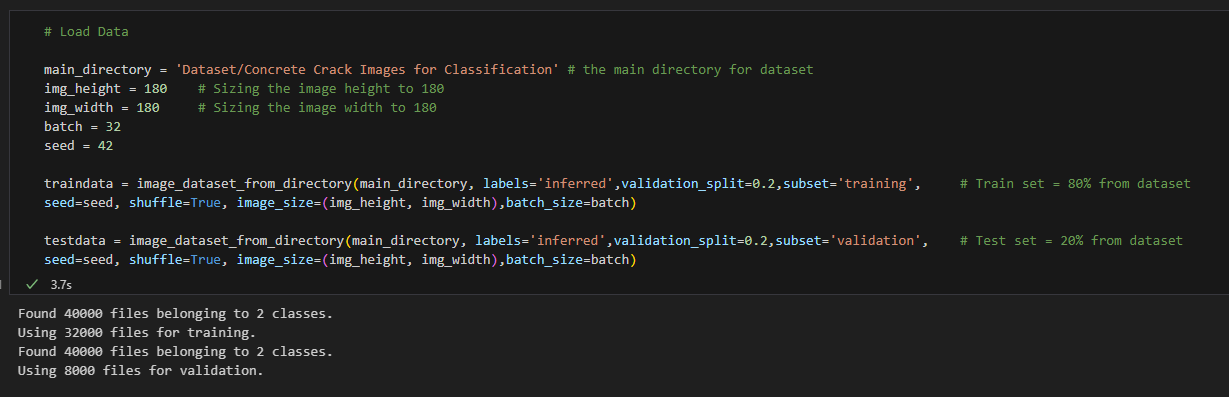 # Load Data
main_directory = 'Dataset/Concrete Crack Images for Classification' # the main directory for dataset
img_height = 180    # Sizing the image height to 180
img_width = 180     # Sizing the image width to 180
batch = 32
seed = 42
traindata = image_dataset_from_directory(main_directory, labels='inferred',validation_split=0.2,subset='training',     # Train set = 80% from dataset
seed=seed, shuffle=True, image_size=(img_height, img_width),batch_size=batch)
testdata = image_dataset_from_directory(main_directory, labels='inferred',validation_split=0.2,subset='validation',    # Test set = 20% from dataset
seed=seed, shuffle=True, image_size=(img_height, img_width),batch_size=batch)
3.7s
Found 40000 files belonging to 2 classes.
Using 32000 files for training.
Found 40000 files belonging to 2 classes.
Using 8000 files for validation.